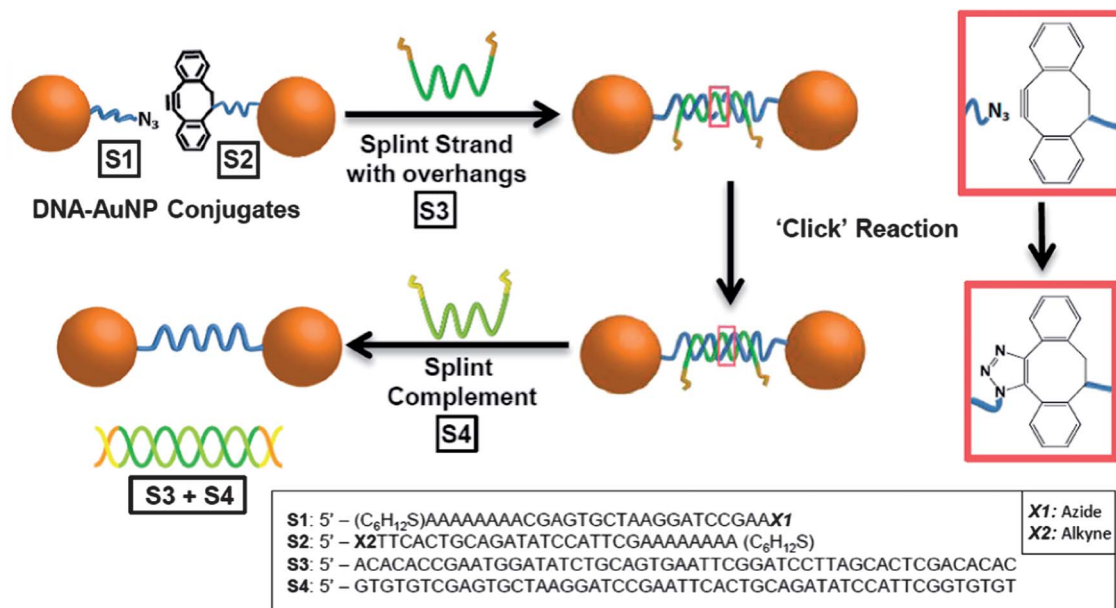 N₃
S1
S2
DNA-AuNP Conjugates
Splint Strand
with overhangs
S3
N₃
'Click' Reaction
Splint
Complement
S4
S3 + S4
N
N
N
S1: 5' – (C₆H₁₂S)AAAAAAAACGAGTGCTAAGGATCCGAAX1
S2: 5' – X2TTCACTGCAGATATCCATTCGAAAAAAAA (C₆H₁₂S)
S3: 5' – ACACACCGAATGGATATCTGCAGTGAATTCGGATCCTTAGCACTCGACACAC
S4: 5' – GTGTGTCGAGTGCTAAGGATCCGAATTCACTGCAGATATCCATTCGGTGTGT
X1: Azide
X2: Alkyne